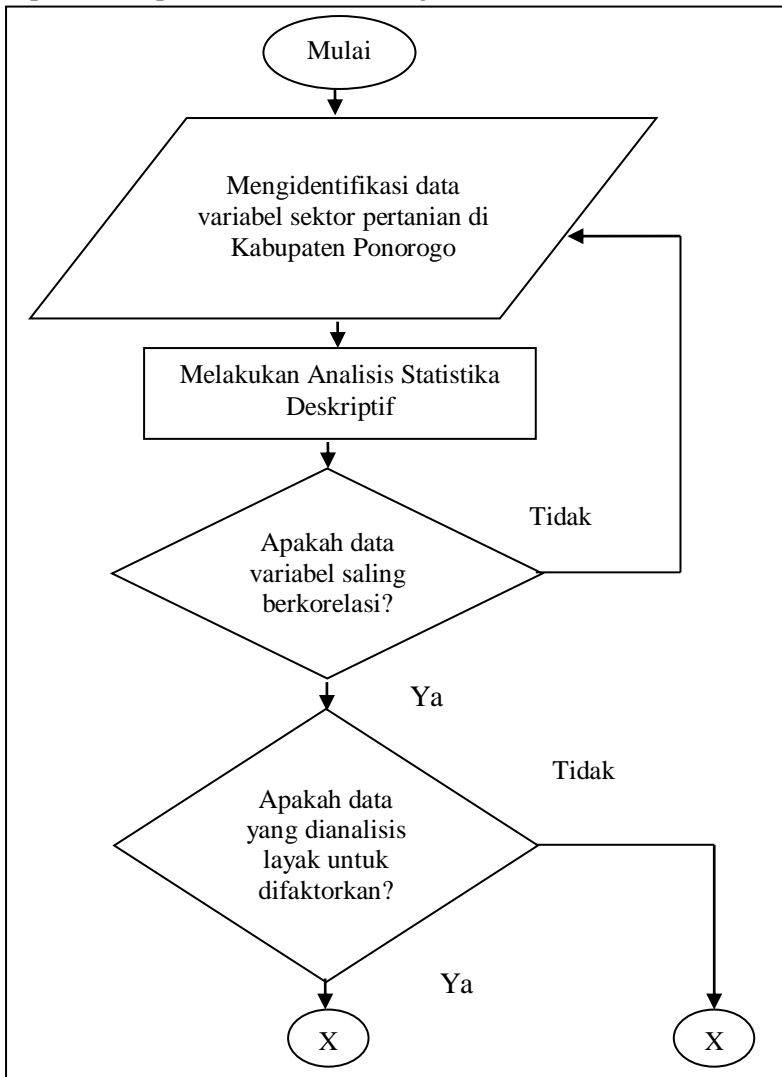 Mulai
Mengidentifikasi data
variabel sektor pertanian di
Kabupaten Ponorogo
Melakukan Analisis Statistika
Deskriptif
Tidak
Apakah data
variabel saling
berkorelasi?
Ya
Tidak
Apakah data
yang dianalisis
layak untuk
difaktorkan?
Ya
X
X